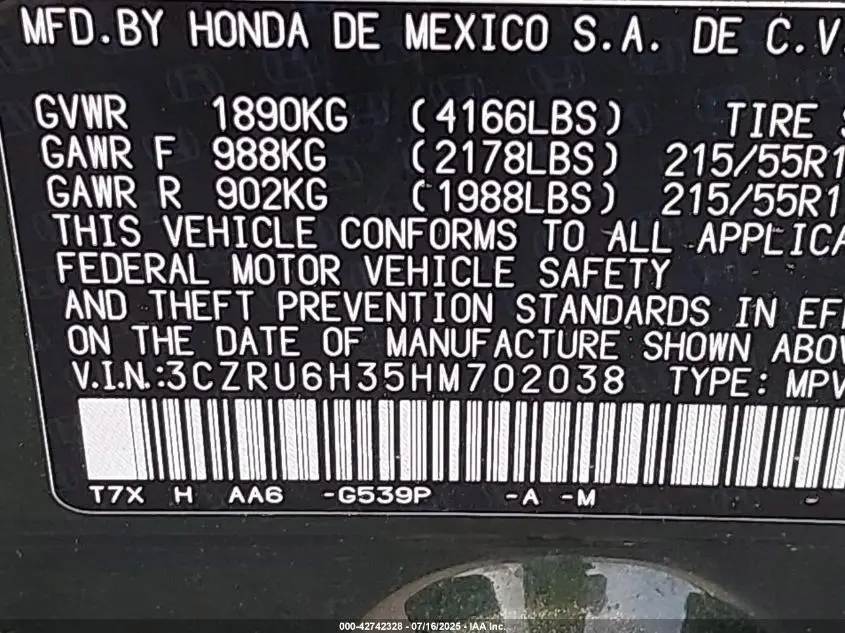 MFD.BY HONDA DE MEXICO S.A. DE C.V.
GVWR 1890KG (4166LBS) TIRE S
GAWR F 988KG (2178LBS) 215/55R1
GAWR R 902KG (1988LBS) 215/55R1
THIS VEHICLE CONFORMS TO ALL APPLICA
FEDERAL MOTOR VEHICLE SAFETY
AND THEFT PREVENTION STANDARDS IN EFF
ON THE DATE OF MANUFACTURE SHOWN ABOV
V.I.N.:3CZRU6H35HM702038 TYPE: MPV
T7X H AA6 -G539P -A -M -
000-42742328 - 07/16/2025 - IAA Inc.